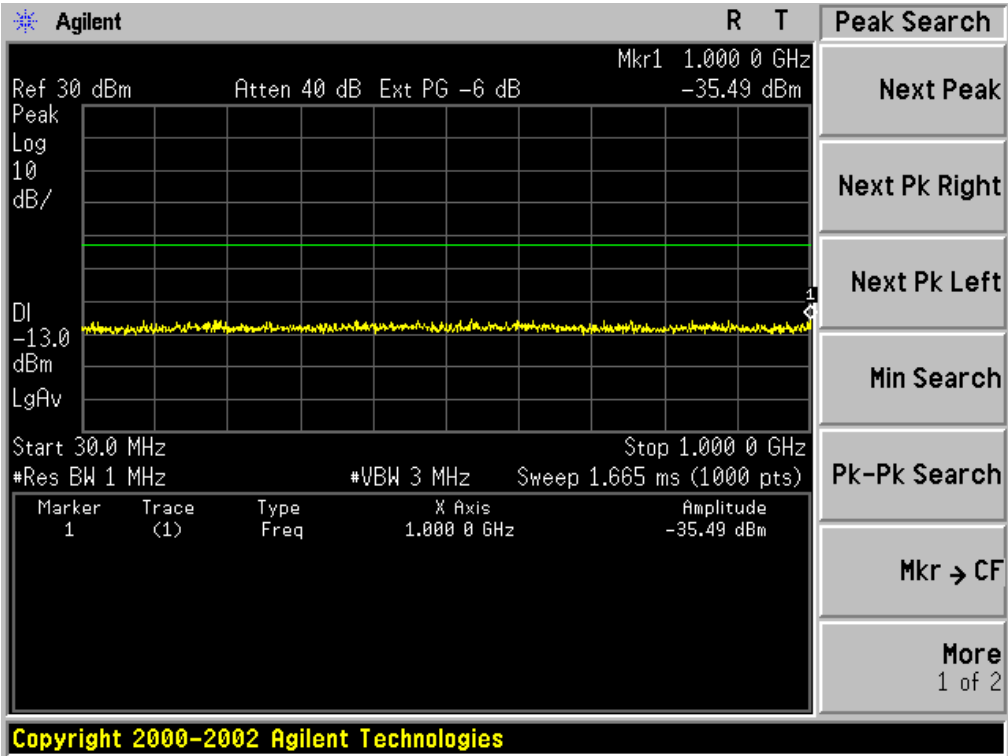 Agilent R T Peak Search
Mkr1 1.000 0 GHz
Ref 30 dBm Atten 40 dB Ext PG -6 dB -35.49 dBm
Peak
Log
10
dB/
1
DI
-13.0
dBm
LgAv
Start 30.0 MHz Stop 1.000 0 GHz
#Res BW 1 MHz #VBW 3 MHz Sweep 1.665 ms (1000 pts)
Marker Trace Type X Axis Amplitude
1 (1) Freq 1.000 0 GHz -35.49 dBm
Next Peak
Next Pk Right
Next Pk Left
Min Search
Pk-Pk Search
Mkr → CF
More
1 of 2
Copyright 2000-2002 Agilent Technologies